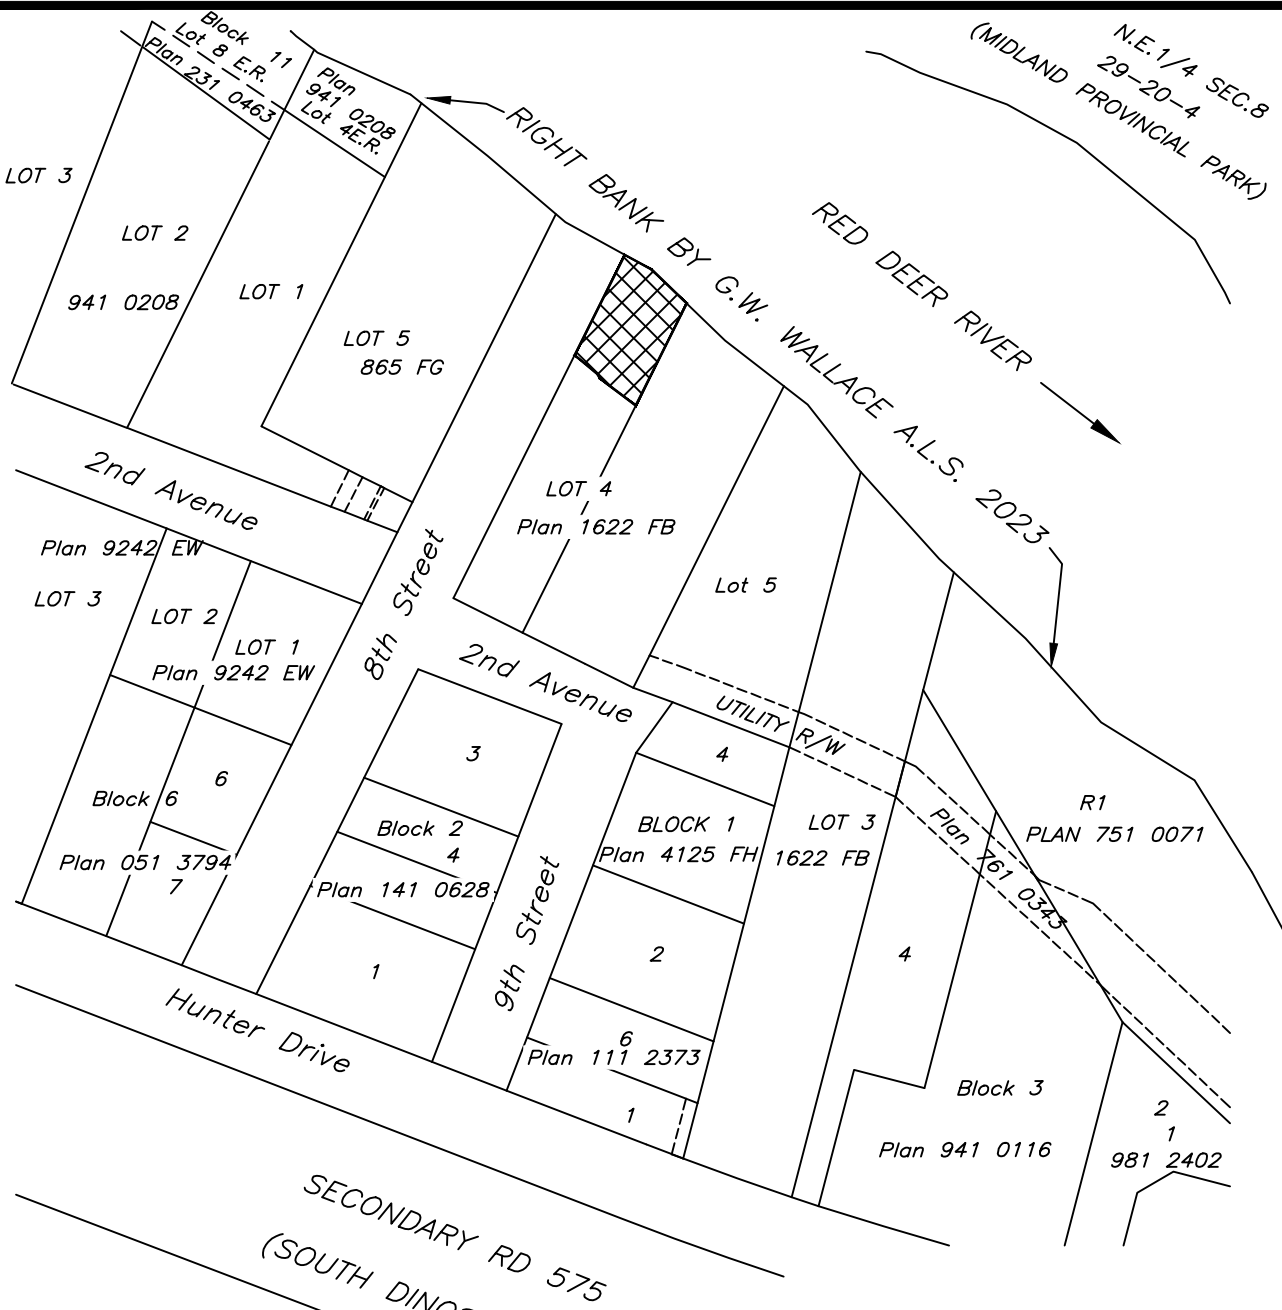 Block 11
Lot 8 E.R.
Plan 231 0463
Plan
941 0208
Lot 4E.R.
N.E.1/4 SEC.8
29-20-4
(MIDLAND PROVINCIAL PARK)
RIGHT BANK BY G.W. WALLACE A.L.S. 2023
RED DEER RIVER
LOT 3
LOT 2
941 0208
LOT 1
LOT 5
865 FG
LOT 4
Plan 1622 FB
Lot 5
2nd Avenue
8th Street
Plan 9242 EW
LOT 3
LOT 2
LOT 1
Plan 9242 EW
2nd Avenue
UTILITY R/W
Plan 761 0343
R1
PLAN 751 0071
3
4
6
Block 6
Plan 051 3794
7
Block 2
4
Plan 141 0628
1
BLOCK 1
Plan 4125 FH
LOT 3
1622 FB
9th Street
2
4
6
Plan 111 2373
1
Hunter Drive
Block 3
Plan 941 0116
2
1
981 2402
SECONDARY RD 575